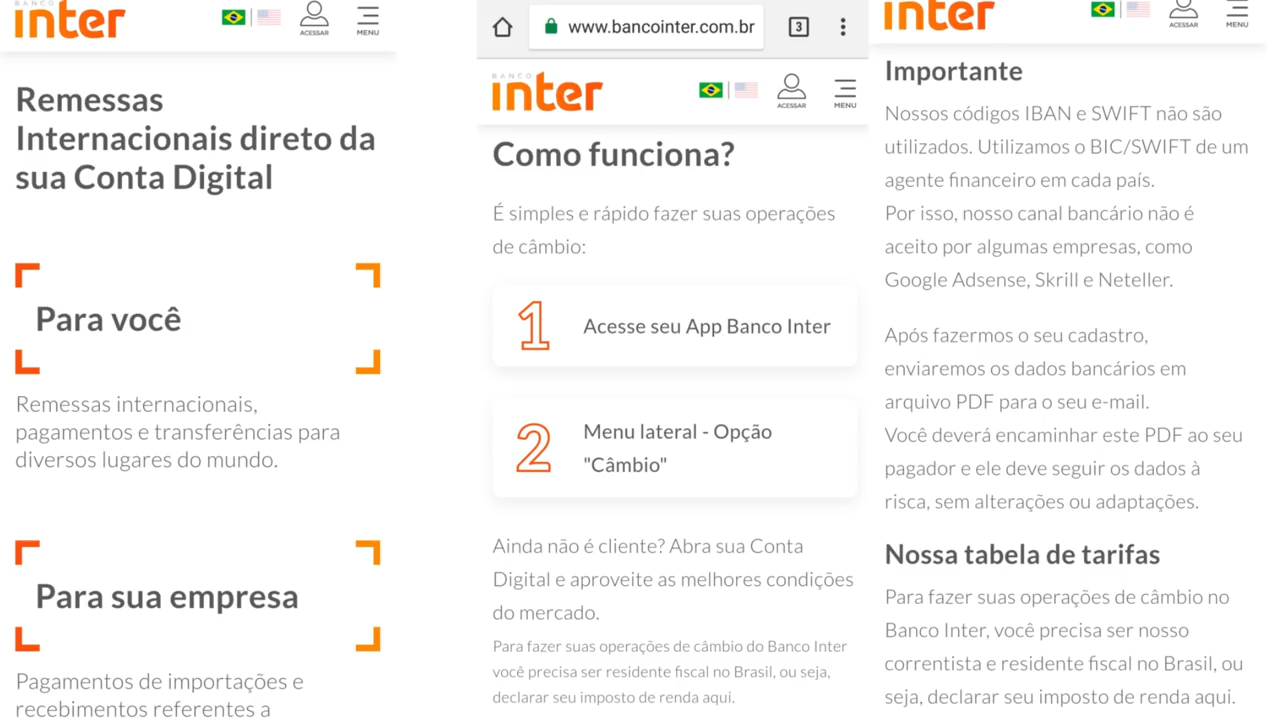 BANCO
inter
ACESSAR
MENU
Remessas
Internacionais direto da
sua Conta Digital
Para você
Remessas internacionais,
pagamentos e transferências para
diversos lugares do mundo.
Para sua empresa
Pagamentos de importações e
recebimentos referentes a
www.bancointer.com.br
3
BANCO
inter
ACESSAR
MENU
Como funciona?
É simples e rápido fazer suas operações
de câmbio:
1
Acesse seu App Banco Inter
2
Menu lateral - Opção
"Câmbio"
Ainda não é cliente? Abra sua Conta
Digital e aproveite as melhores condições
do mercado.
Para fazer suas operações de câmbio do Banco Inter
você precisa ser residente fiscal no Brasil, ou seja,
declarar seu imposto de renda aqui.
inter
ACESSAR
MENU
Importante
Nossos códigos IBAN e SWIFT não são
utilizados. Utilizamos o BIC/SWIFT de um
agente financeiro em cada país.
Por isso, nosso canal bancário não é
aceito por algumas empresas, como
Google Adsense, Skrill e Neteller.
Após fazermos o seu cadastro,
enviaremos os dados bancários em
arquivo PDF para o seu e-mail.
Você deverá encaminhar este PDF ao seu
pagador e ele deve seguir os dados à
risca, sem alterações ou adaptações.
Nossa tabela de tarifas
Para fazer suas operações de câmbio no
Banco Inter, você precisa ser nosso
correntista e residente fiscal no Brasil, ou
seja, declarar seu imposto de renda aqui.